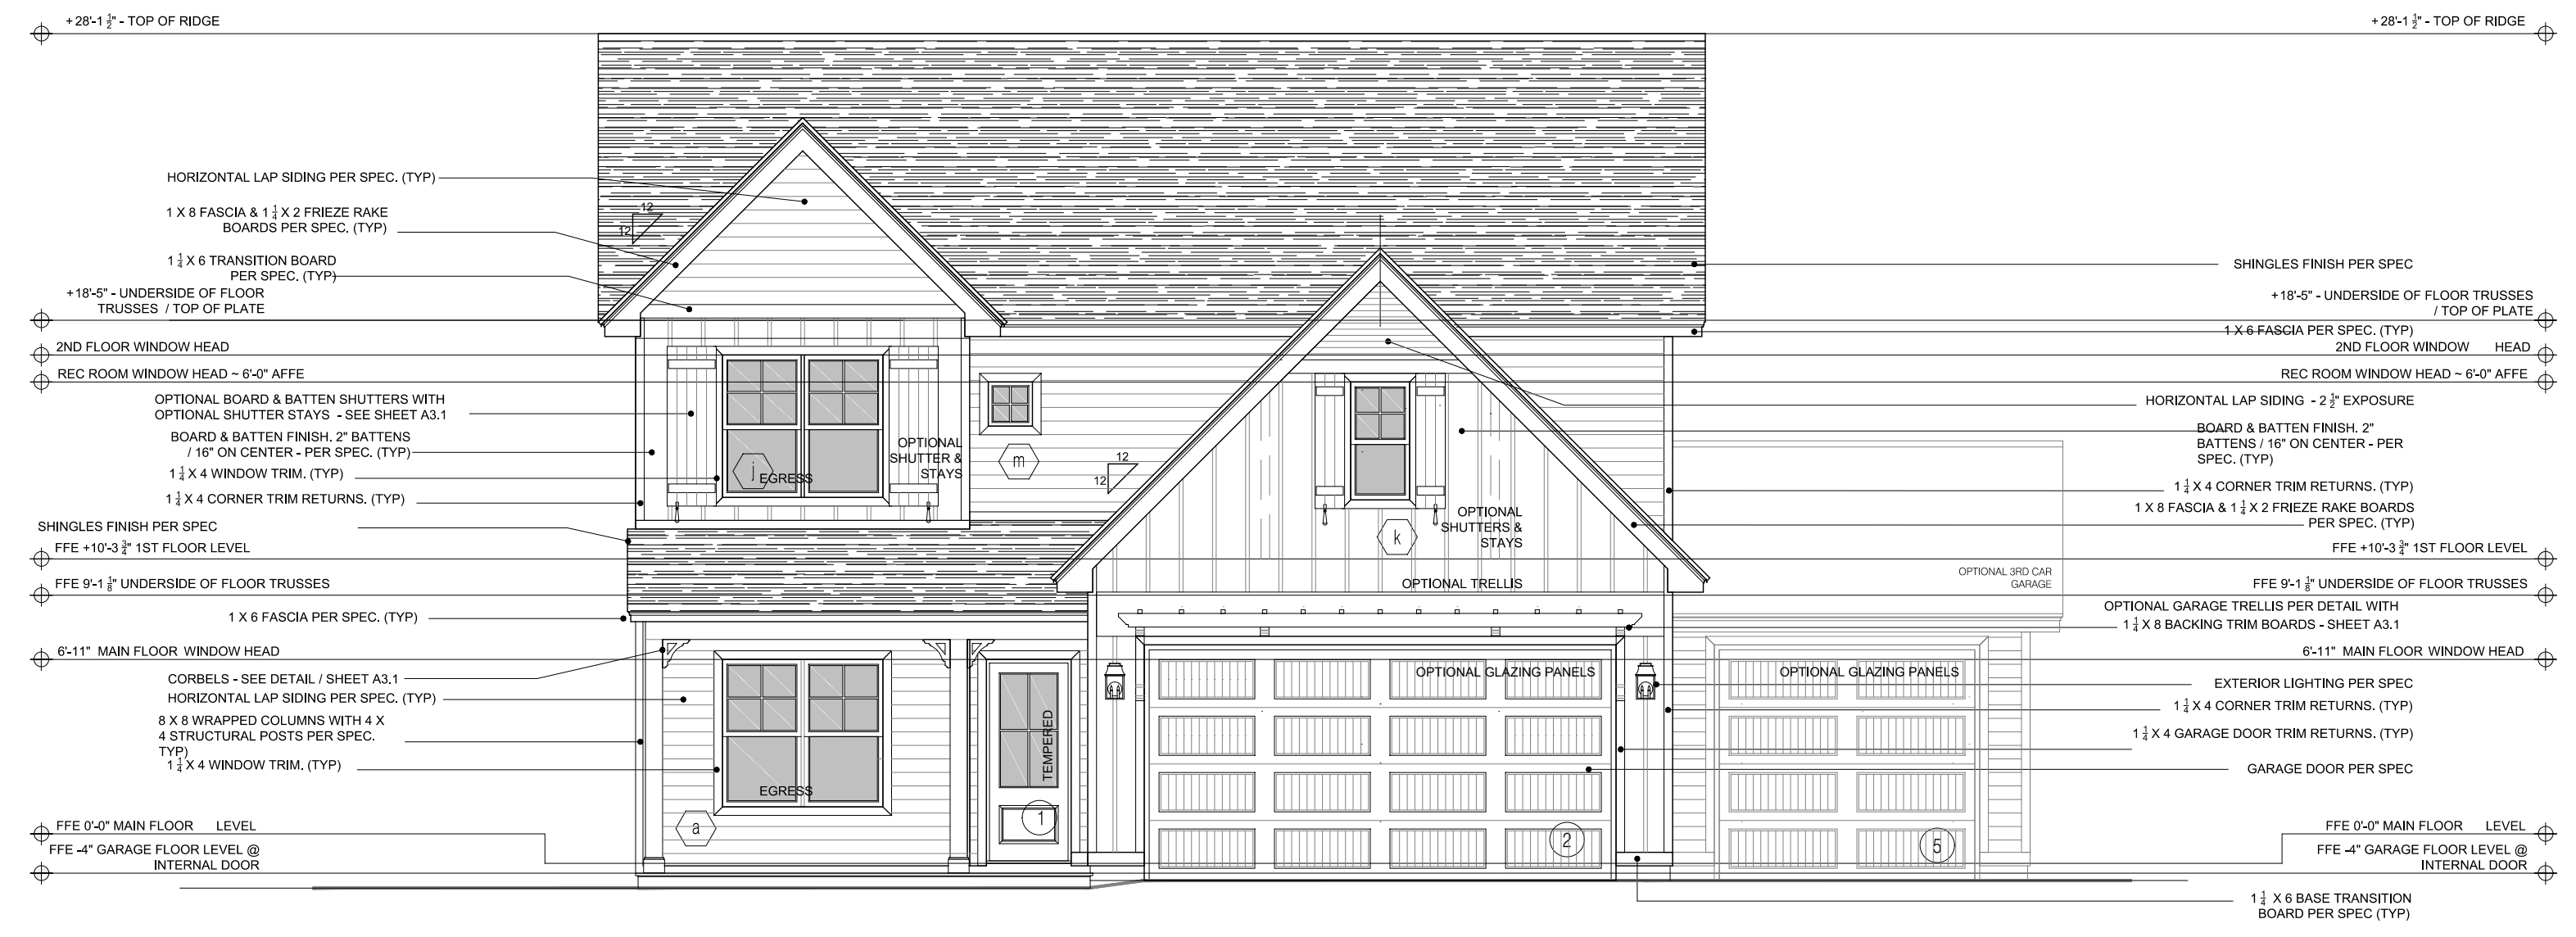 +28'-1 1/2" - TOP OF RIDGE
+28'-1 1/2" - TOP OF RIDGE
HORIZONTAL LAP SIDING PER SPEC. (TYP)
1 X 8 FASCIA & 1 1/4 X 2 FRIEZE RAKE
BOARDS PER SPEC. (TYP)
12
12
1 1/4 X 6 TRANSITION BOARD
PER SPEC. (TYP)
SHINGLES FINISH PER SPEC
+18'-5" - UNDERSIDE OF FLOOR
TRUSSES / TOP OF PLATE
+18'-5" - UNDERSIDE OF FLOOR TRUSSES
/ TOP OF PLATE
1 X 6 FASCIA PER SPEC. (TYP)
2ND FLOOR WINDOW HEAD
2ND FLOOR WINDOW HEAD
REC ROOM WINDOW HEAD ~ 6'-0" AFFE
REC ROOM WINDOW HEAD ~ 6'-0" AFFE
OPTIONAL BOARD & BATTEN SHUTTERS WITH
OPTIONAL SHUTTER STAYS - SEE SHEET A3.1
HORIZONTAL LAP SIDING - 2 1/2" EXPOSURE
BOARD & BATTEN FINISH. 2" BATTENS
/ 16" ON CENTER - PER SPEC. (TYP)
BOARD & BATTEN FINISH. 2"
BATTENS / 16" ON CENTER - PER
SPEC. (TYP)
OPTIONAL
SHUTTER &
STAYS
j
EGRESS
m
12
12
1 1/4 X 4 WINDOW TRIM. (TYP)
1 1/4 X 4 CORNER TRIM RETURNS. (TYP)
1 1/4 X 4 CORNER TRIM RETURNS. (TYP)
1 X 8 FASCIA & 1 1/4 X 2 FRIEZE RAKE BOARDS
PER SPEC. (TYP)
OPTIONAL
SHUTTERS &
STAYS
k
SHINGLES FINISH PER SPEC
FFE +10'-3 3/4" 1ST FLOOR LEVEL
FFE +10'-3 3/4" 1ST FLOOR LEVEL
OPTIONAL 3RD CAR
GARAGE
FFE 9'-1 1/8" UNDERSIDE OF FLOOR TRUSSES
OPTIONAL TRELLIS
FFE 9'-1 1/8" UNDERSIDE OF FLOOR TRUSSES
OPTIONAL GARAGE TRELLIS PER DETAIL WITH
1 1/4 X 8 BACKING TRIM BOARDS - SHEET A3.1
1 X 6 FASCIA PER SPEC. (TYP)
6'-11" MAIN FLOOR WINDOW HEAD
6'-11" MAIN FLOOR WINDOW HEAD
CORBELS - SEE DETAIL / SHEET A3.1
OPTIONAL GLAZING PANELS
OPTIONAL GLAZING PANELS
EXTERIOR LIGHTING PER SPEC
HORIZONTAL LAP SIDING PER SPEC. (TYP)
1 1/4 X 4 CORNER TRIM RETURNS. (TYP)
8 X 8 WRAPPED COLUMNS WITH 4 X
4 STRUCTURAL POSTS PER SPEC.
TYP)
1 1/4 X 4 GARAGE DOOR TRIM RETURNS. (TYP)
TEMPERED
1 1/4 X 4 WINDOW TRIM. (TYP)
GARAGE DOOR PER SPEC
EGRESS
a
1
2
5
FFE 0'-0" MAIN FLOOR LEVEL
FFE 0'-0" MAIN FLOOR LEVEL
FFE -4" GARAGE FLOOR LEVEL @
INTERNAL DOOR
FFE -4" GARAGE FLOOR LEVEL @
INTERNAL DOOR
1 1/4 X 6 BASE TRANSITION
BOARD PER SPEC (TYP)